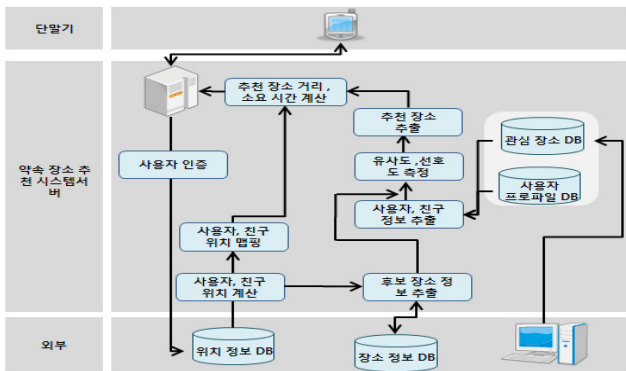 단말기
약속 장소 추
천 시스템서
버
외부
추천 장소 거리 ,
소요 시간 계산
추천 장소
추출
관심 장소 DB
사용자 인증
유사도 ,선호
도 측정
사용자
프로파일 DB
사용자, 친구
정보 추출
사용자, 친구
위치 맵핑
사용자, 친구
위치 계산
후보 장소 정
보 추출
위치 정보 DB
장소 정보 DB